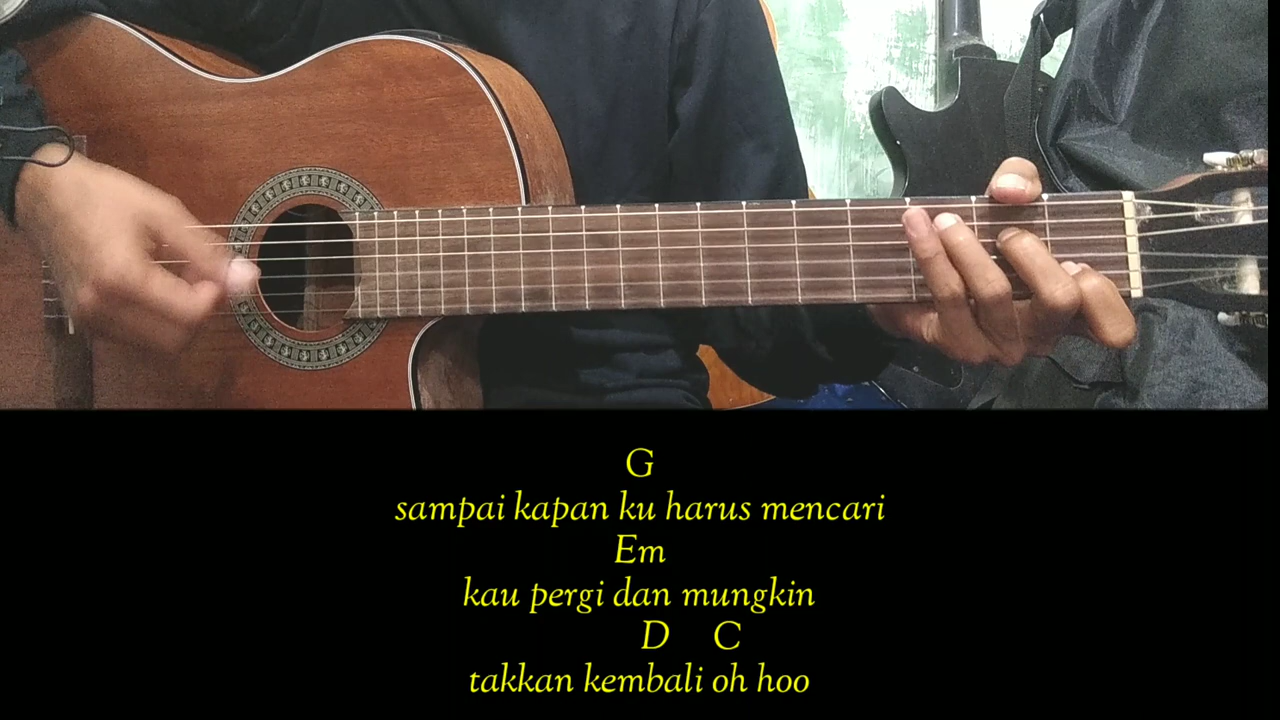 G
sampai kapan ku harus mencari
Em
kau pergi dan mungkin
D C
takkan kembali oh hoo